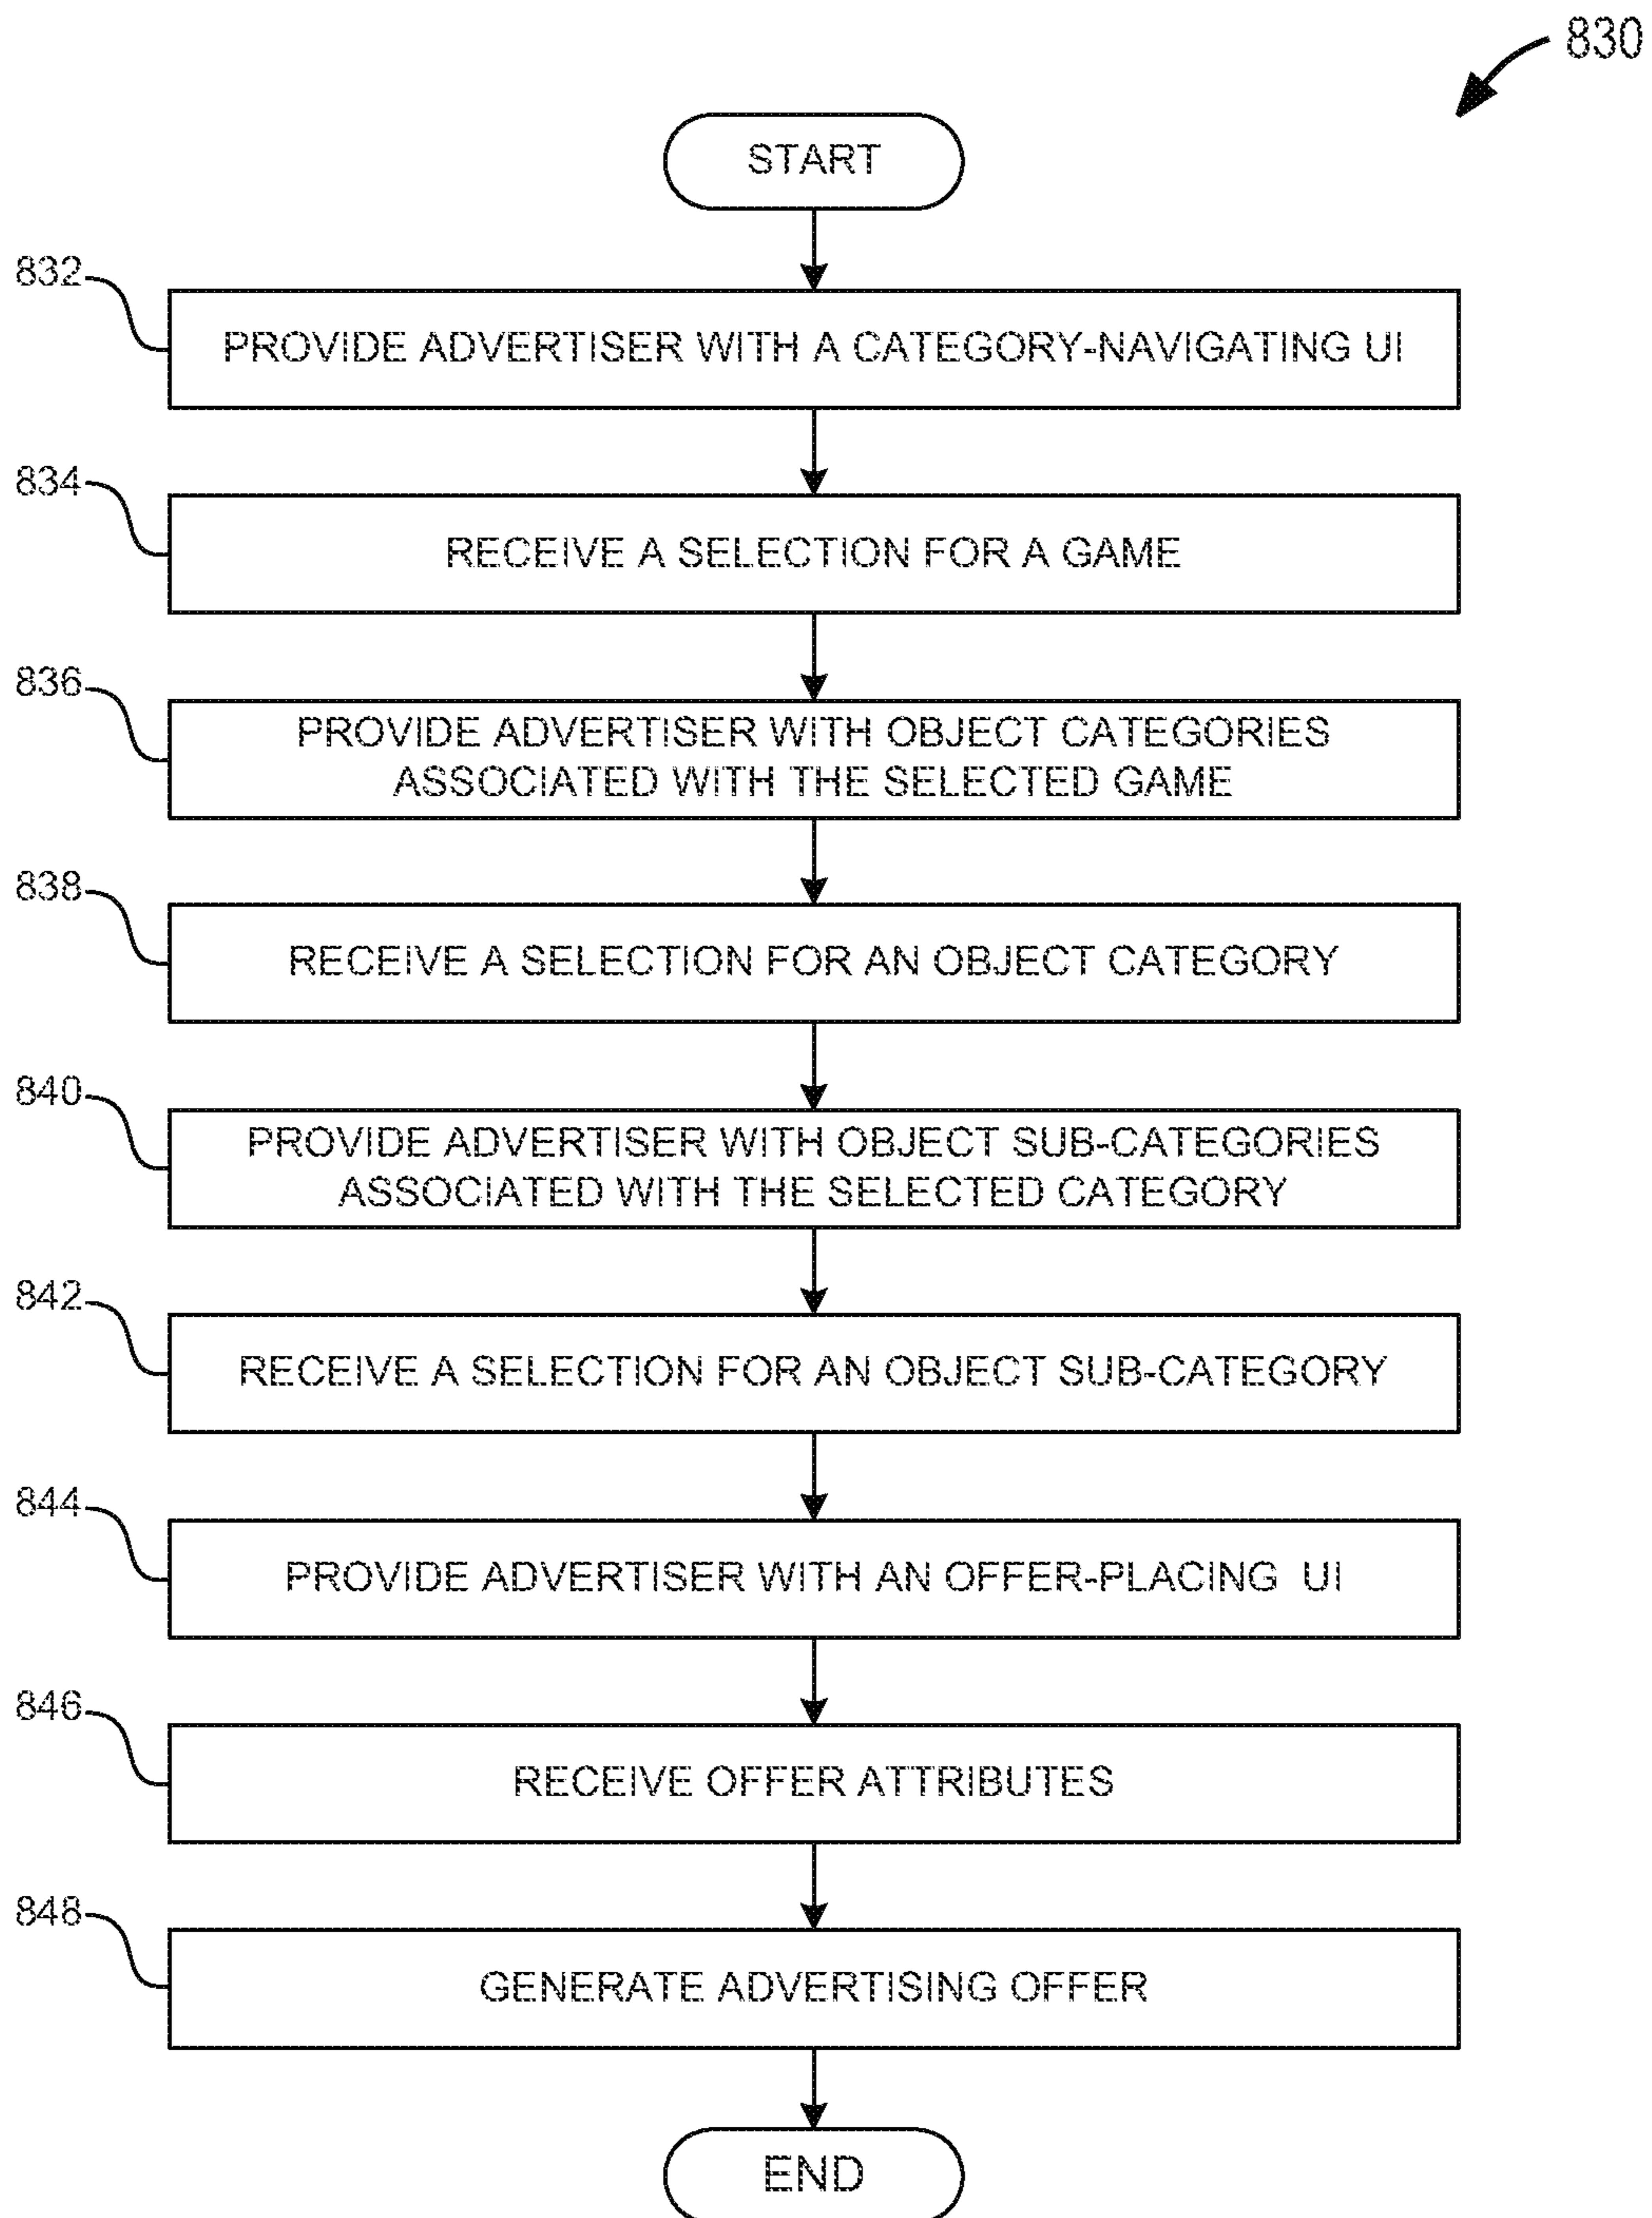 830
START
832
PROVIDE ADVERTISER WITH A CATEGORY-NAVIGATING UI
834
RECEIVE A SELECTION FOR A GAME
836
PROVIDE ADVERTISER WITH OBJECT CATEGORIES
ASSOCIATED WITH THE SELECTED GAME
838
RECEIVE A SELECTION FOR AN OBJECT CATEGORY
840
PROVIDE ADVERTISER WITH OBJECT SUB-CATEGORIES
ASSOCIATED WITH THE SELECTED CATEGORY
842
RECEIVE A SELECTION FOR AN OBJECT SUB-CATEGORY
844
PROVIDE ADVERTISER WITH AN OFFER-PLACING UI
846
RECEIVE OFFER ATTRIBUTES
848
GENERATE ADVERTISING OFFER
END